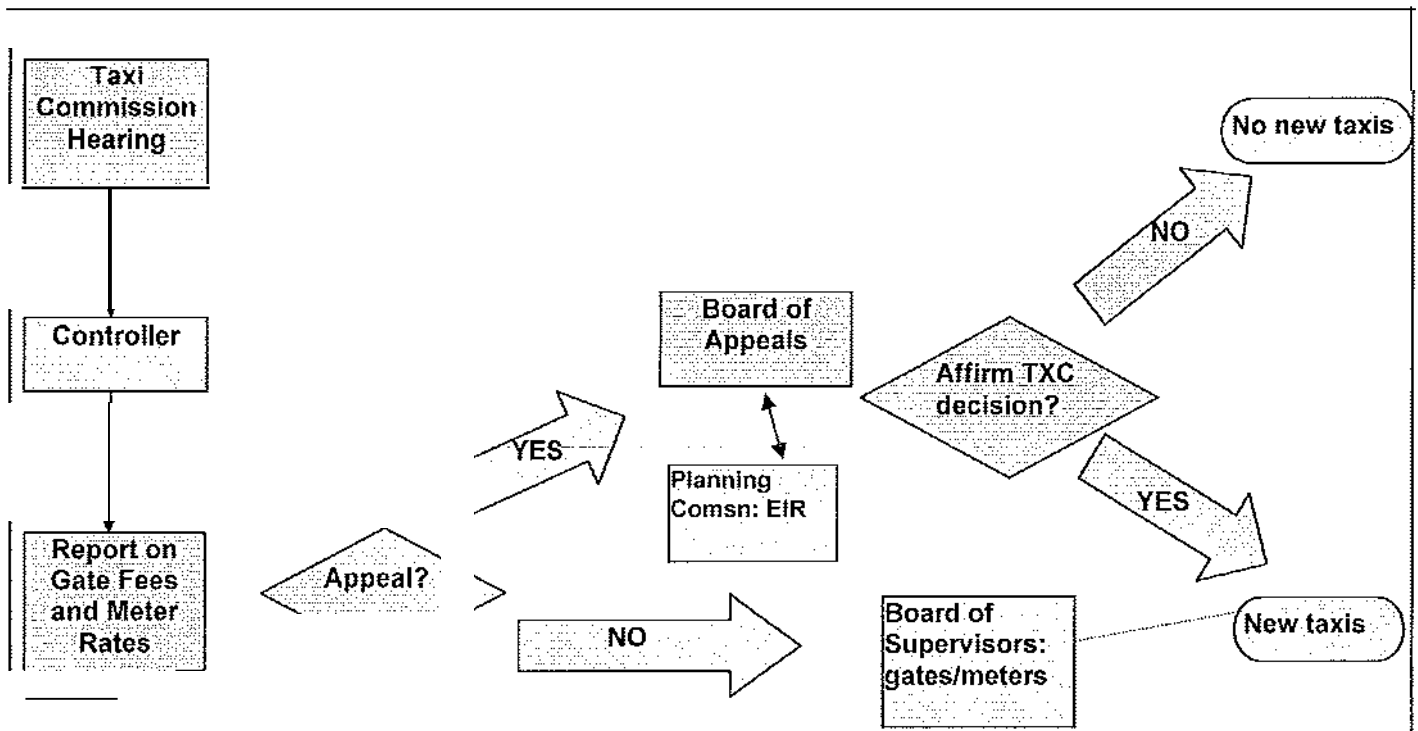 Taxi
Commission
Hearing
Controller
Report on
Gate Fees
and Meter
Rates
Appeal?
YES
NO
Board of
Appeals
Planning
Comsn: EIR
Affirm TXC
decision?
NO
No new taxis
YES
New taxis
Board of
Supervisors:
gates/meters